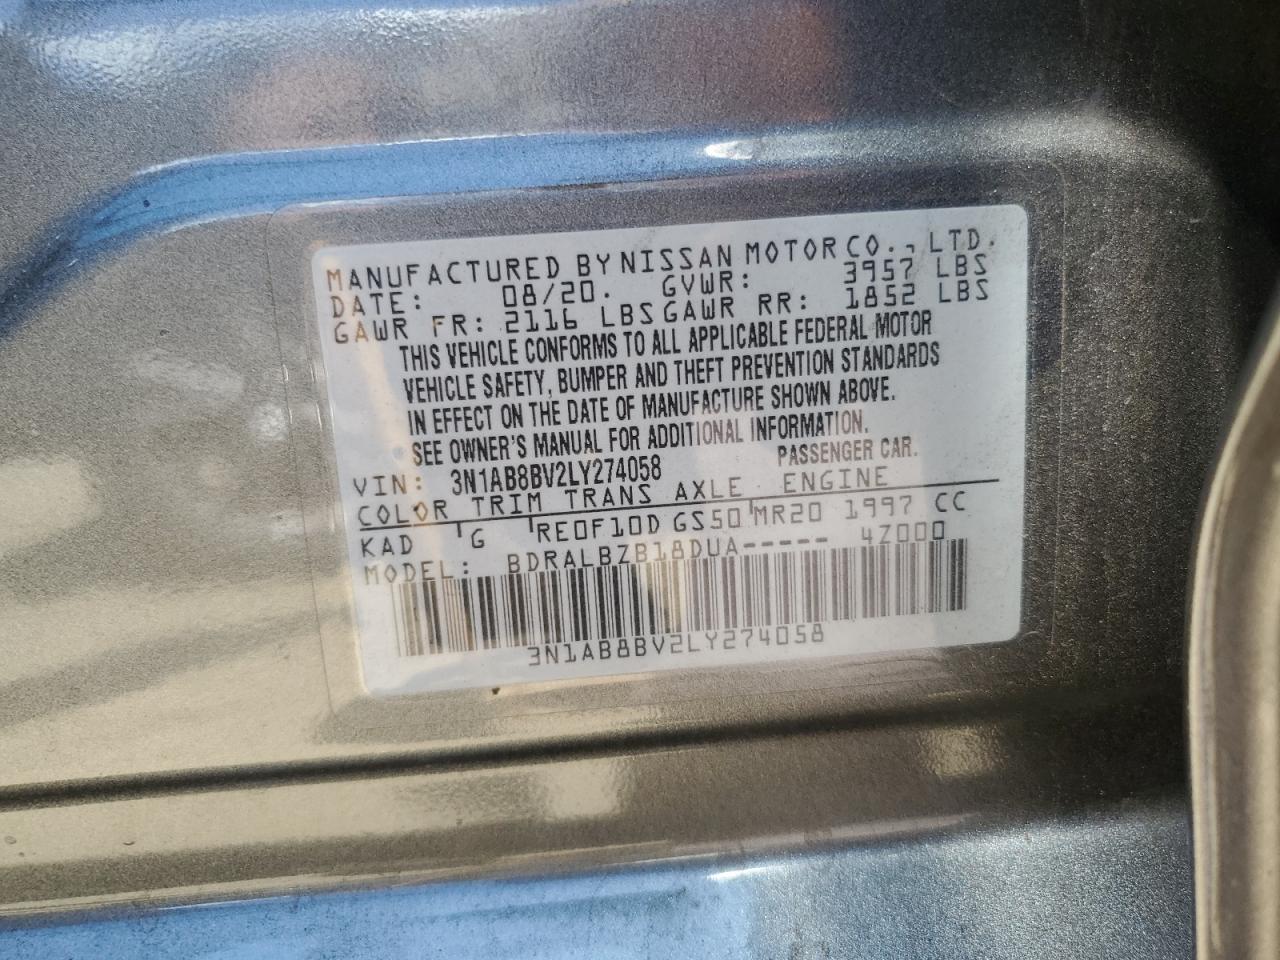 MANUFACTURED BY NISSAN MOTOR CO., LTD.
DATE: 08/20. GVWR: 3957 LBS
GAWR FR: 2116 LBS GAWR RR: 1852 LBS
THIS VEHICLE CONFORMS TO ALL APPLICABLE FEDERAL MOTOR
VEHICLE SAFETY, BUMPER AND THEFT PREVENTION STANDARDS
IN EFFECT ON THE DATE OF MANUFACTURE SHOWN ABOVE.
SEE OWNER'S MANUAL FOR ADDITIONAL INFORMATION.
VIN: 3N1AB8BV2LY274058 PASSENGER CAR.
COLOR TRIM TRANS AXLE ENGINE
KAD G RE0F10D GS50 MR20 1997 CC
MODEL: BDRALBZB18DUA----- 4Z000
3N1AB8BV2LY274058